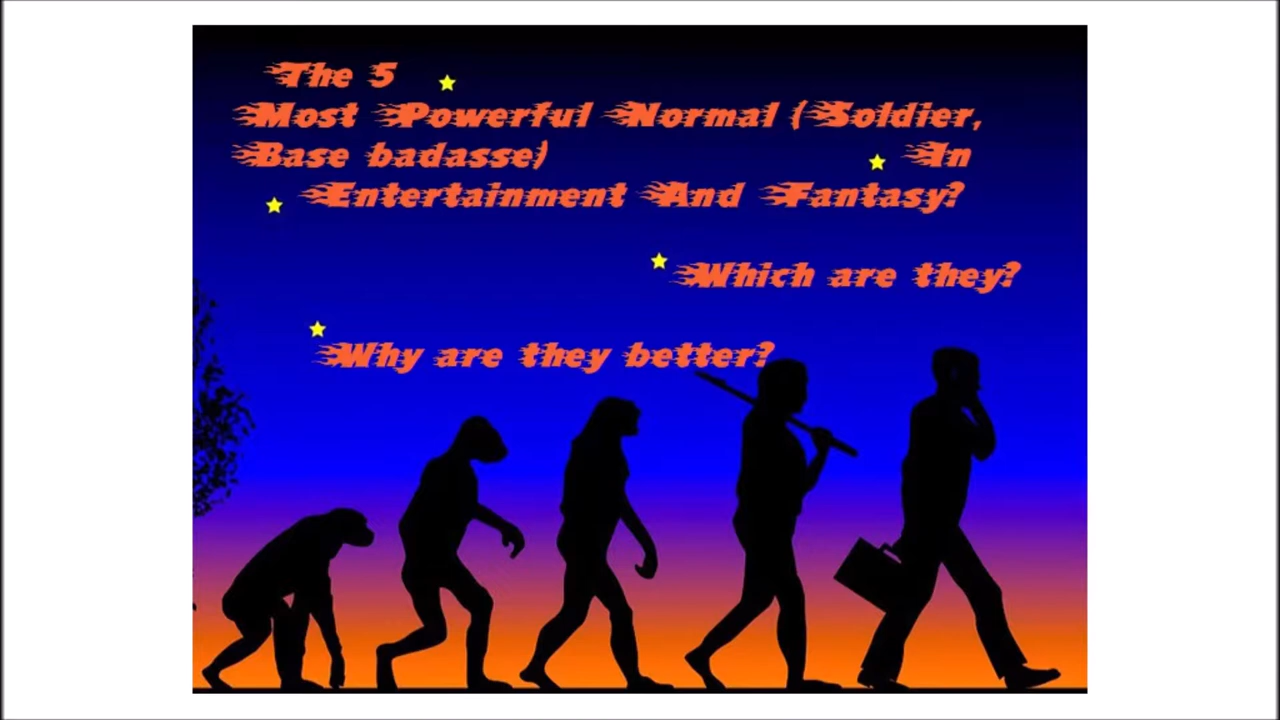 The 5
Most Powerful Normal (Soldier,
Base badasse) In
Entertainment And Fantasy?
Which are they?
Why are they better?